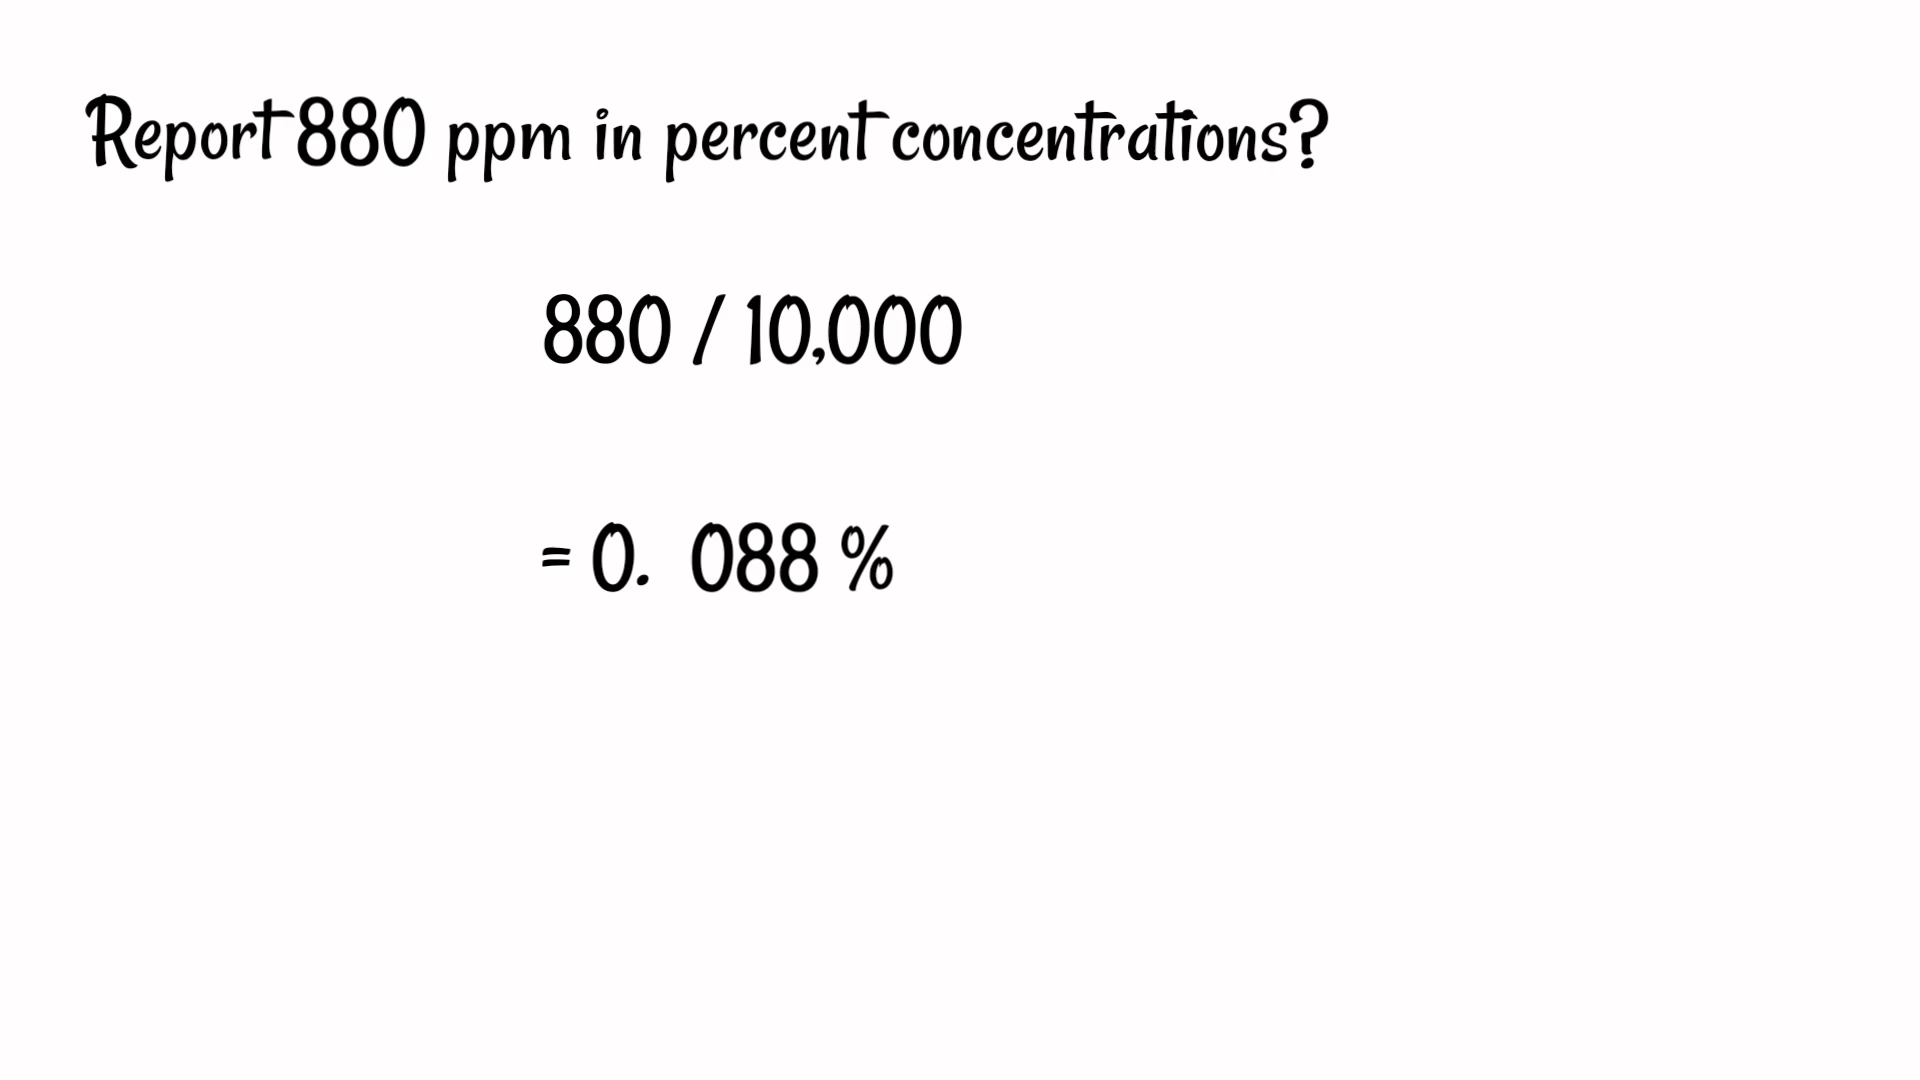 Report 880 ppm in percent concentrations?
880 / 10,000
= 0. 088 %